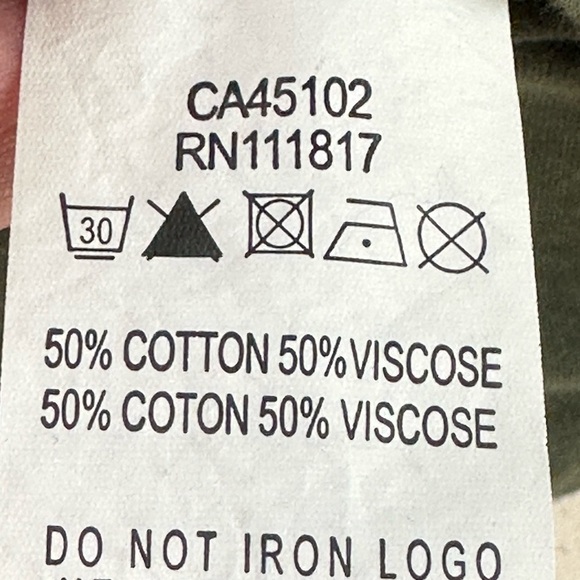 CA45102
RN111817
30
50% COTTON 50% VISCOSE
50% COTON 50% VISCOSE
DO NOT IRON LOGO